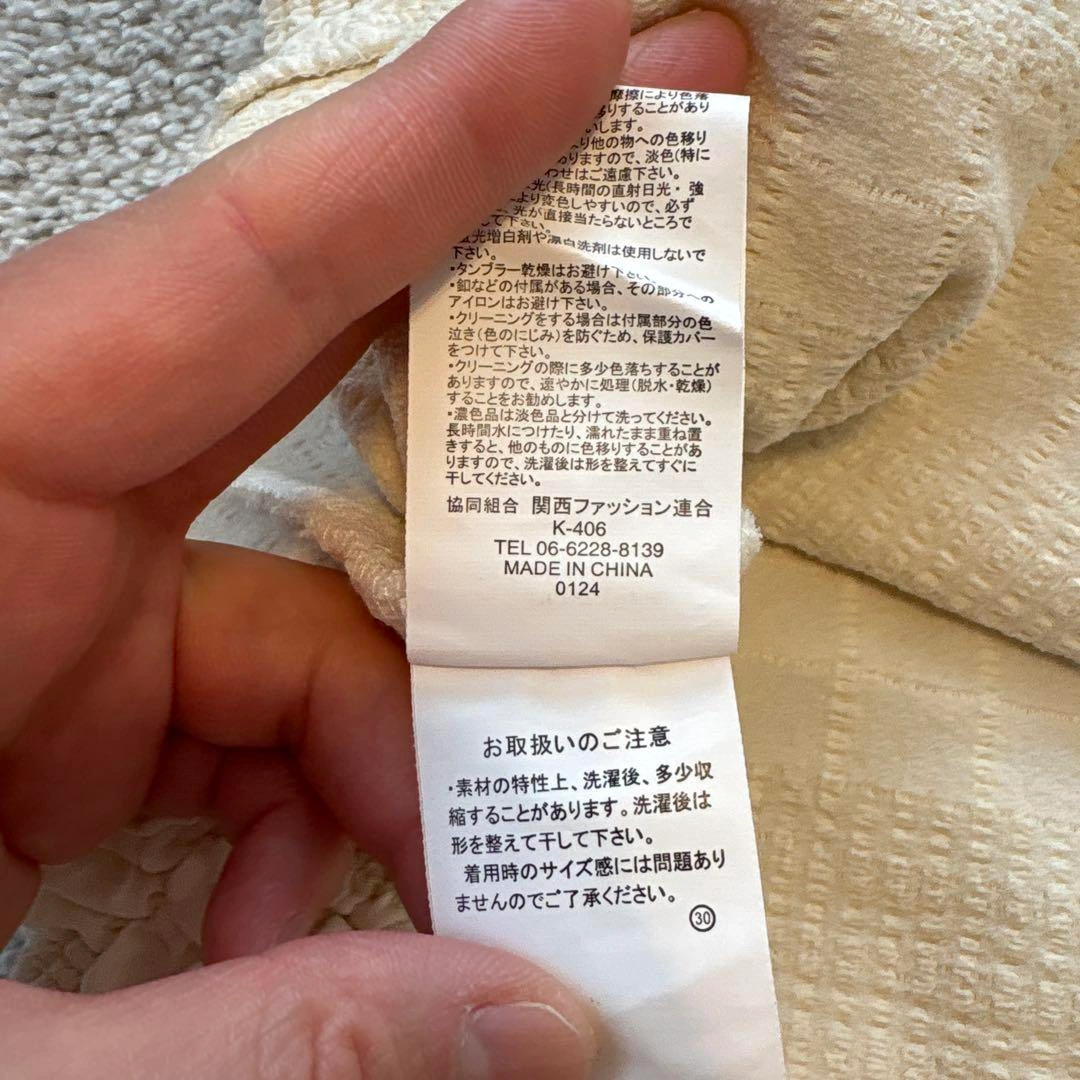 摩擦により色落
移りすることがあり
いします。
より他の物への色移り
ありますので、淡色(特に
わせはご遠慮下さい。
光(長時間の直射日光・強
より変色しやすいので、必ず
光が直接当たらないところで
して下さい。
蛍光増白剤や漂白洗剤は使用しないで
下さい。
・タンブラー乾燥はお避け下さい。
・釦などの付属がある場合、その部分への
アイロンはお避け下さい。
・クリーニングをする場合は付属部分の色
泣き(色のにじみ)を防ぐため、保護カバー
をつけて下さい。
・クリーニングの際に多少色落ちすることが
ありますので、速やかに処理(脱水・乾燥)
することをお勧めします。
・濃色品は淡色品と分けて洗ってください。
長時間水につけたり、濡れたまま重ね置
きすると、他のものに色移りすることがあ
りますので、洗濯後は形を整えてすぐに
干してください。
協同組合 関西ファッション連合
K-406
TEL 06-6228-8139
MADE IN CHINA
0124
お取扱いのご注意
・素材の特性上、洗濯後、多少収
縮することがあります。洗濯後は
形を整えて干して下さい。
着用時のサイズ感には問題あり
ませんのでご了承ください。
30